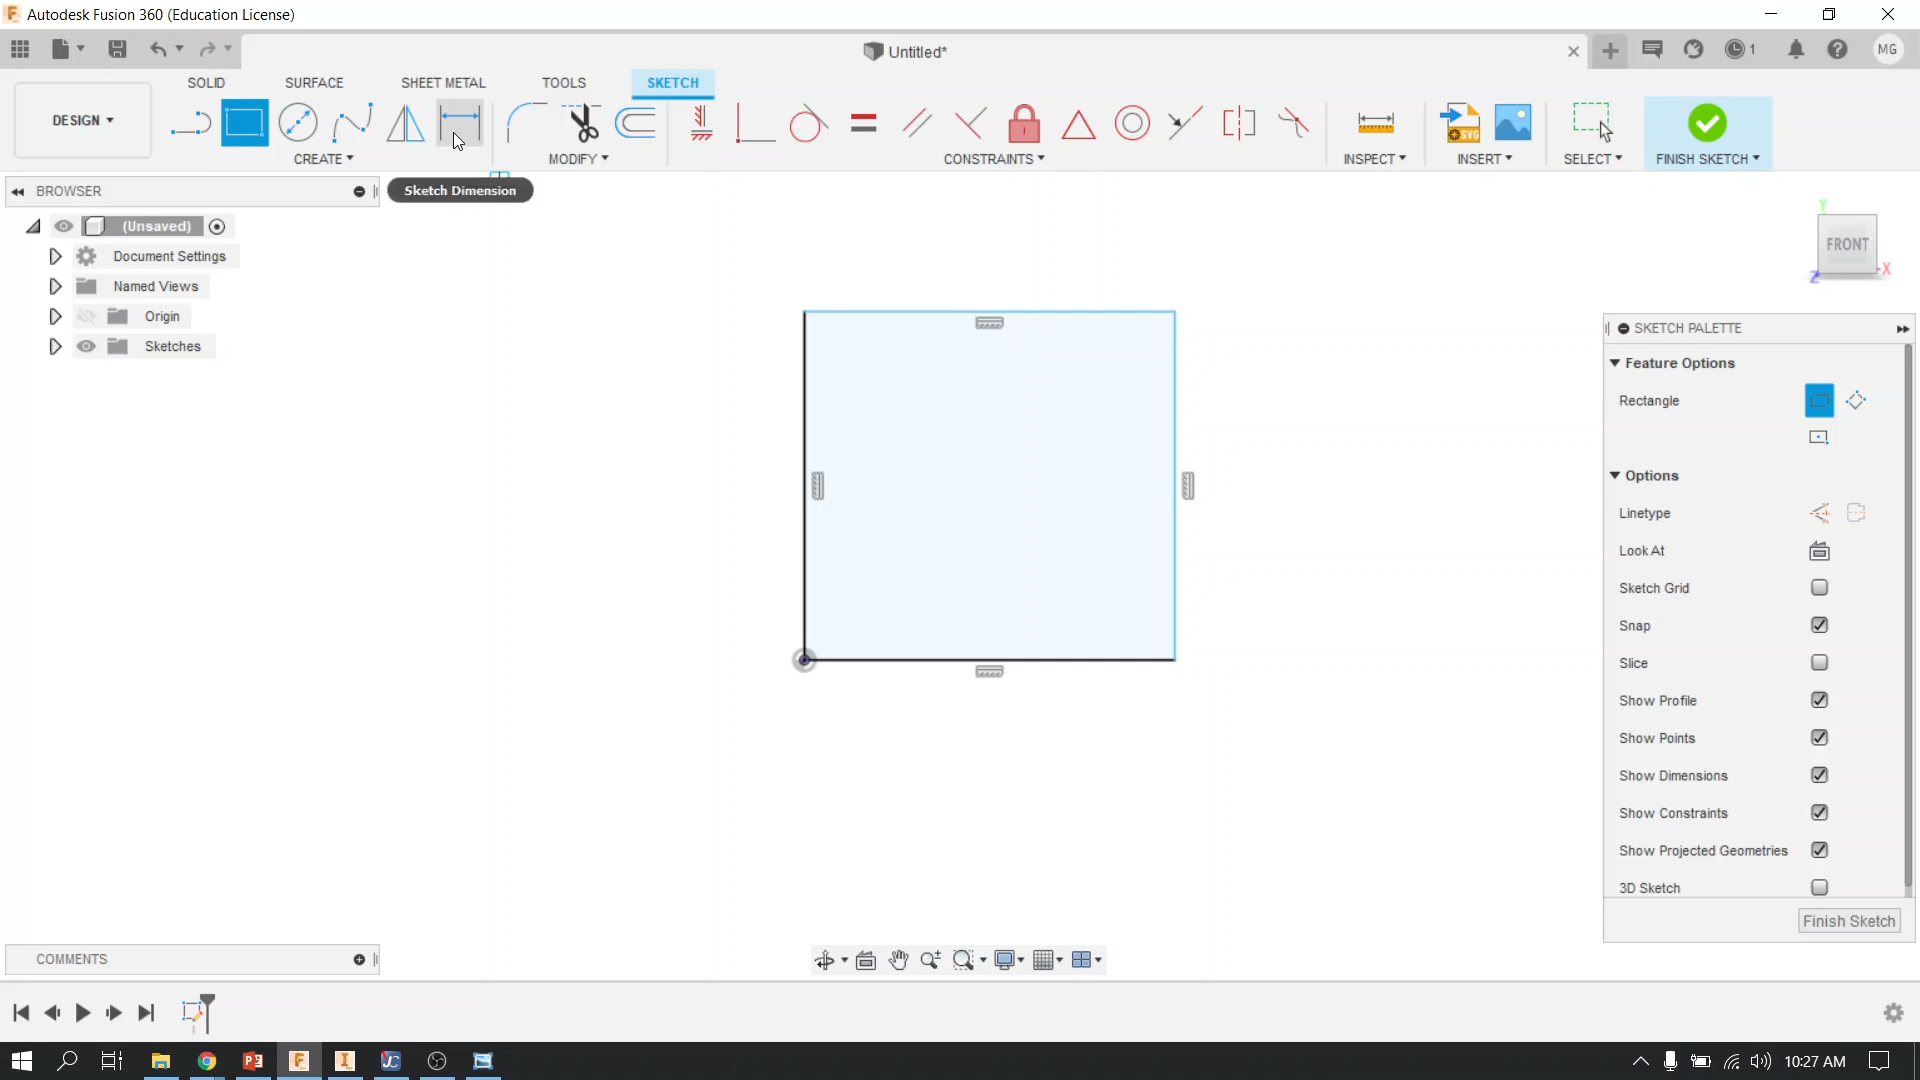 Autodesk Fusion 360 (Education License)
Untitled*
1
MG
SOLID
SURFACE
SHEET METAL
TOOLS
SKETCH
DESIGN
CREATE
MODIFY
CONSTRAINTS
INSPECT
SVG
INSERT
SELECT
FINISH SKETCH
BROWSER
Sketch Dimension
(Unsaved)
Document Settings
Named Views
Origin
Sketches
Y
FRONT
X
Z
SKETCH PALETTE
Feature Options
Rectangle
Options
Linetype
Look At
Sketch Grid
Snap
Slice
Show Profile
Show Points
Show Dimensions
Show Constraints
Show Projected Geometries
3D Sketch
Finish Sketch
COMMENTS
10:27 AM